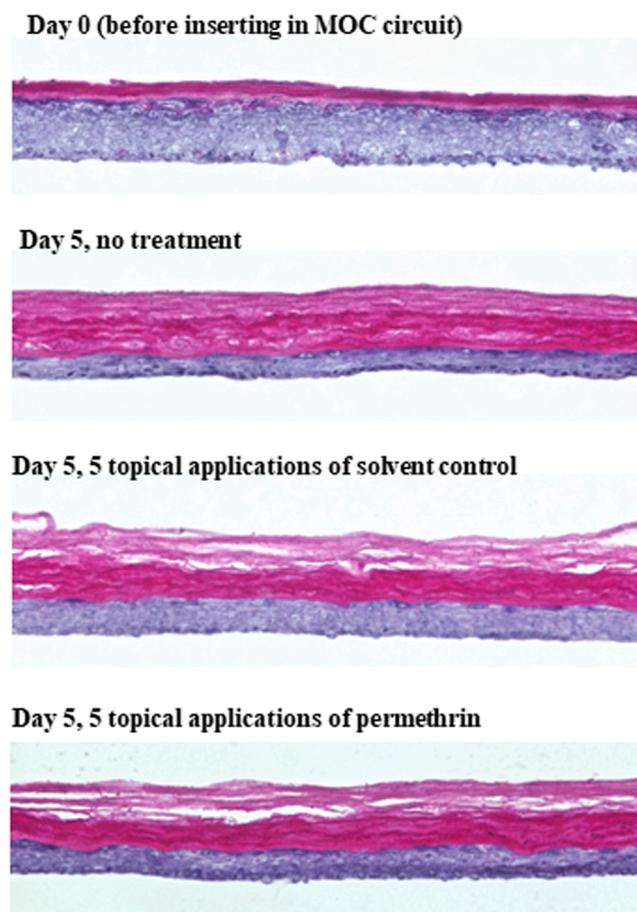 Day 0 (before inserting in MOC circuit)
Day 5, no treatment
Day 5, 5 topical applications of solvent control
Day 5, 5 topical applications of permethrin